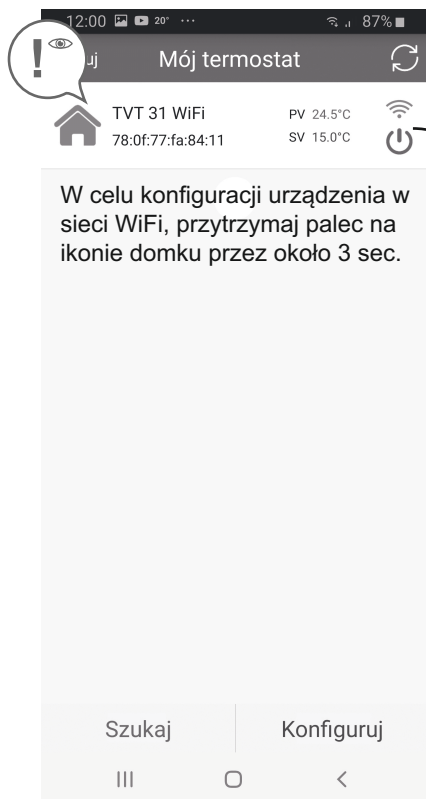 12:00 20° ... 87%
uj Mój termostat
TVT 31 WiFi PV 24.5°C
78:0f:77:fa:84:11 SV 15.0°C
W celu konfiguracji urządzenia w
sieci WiFi, przytrzymaj palec na
ikonie domku przez około 3 sec.
Szukaj Konfiguruj